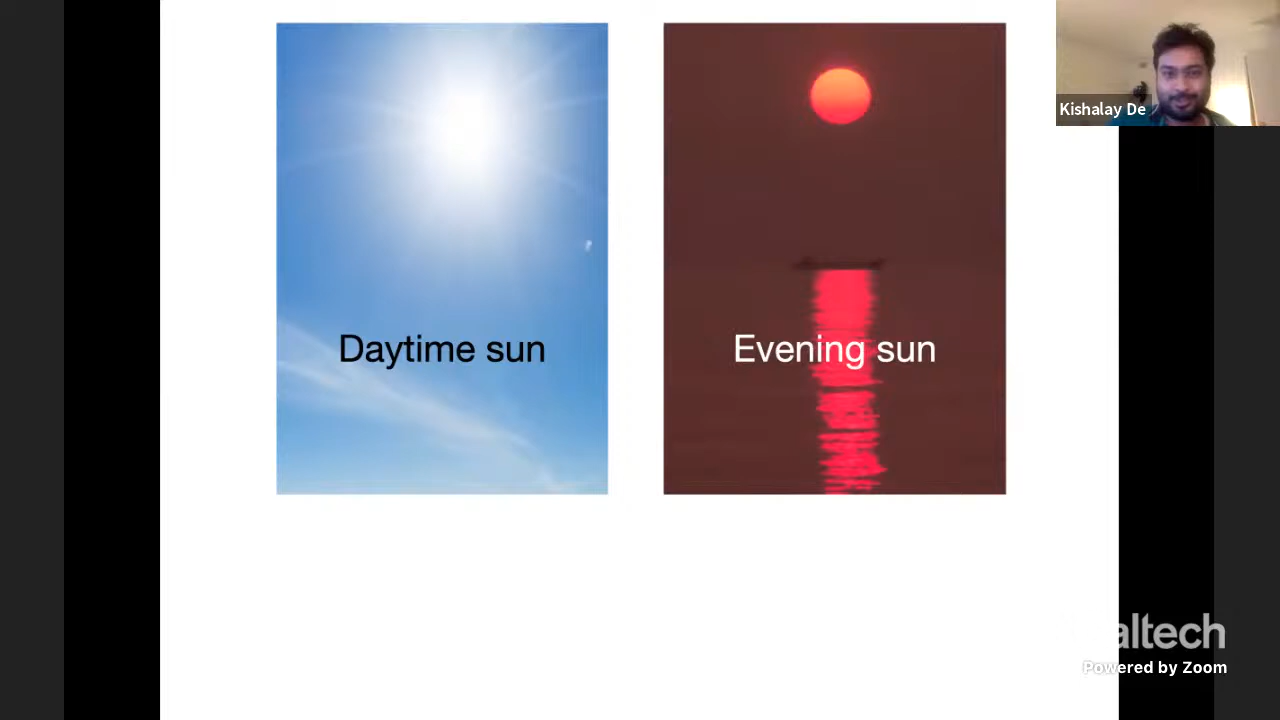 Kishalay De
Daytime sun
Evening sun
altech
Powered by Zoom